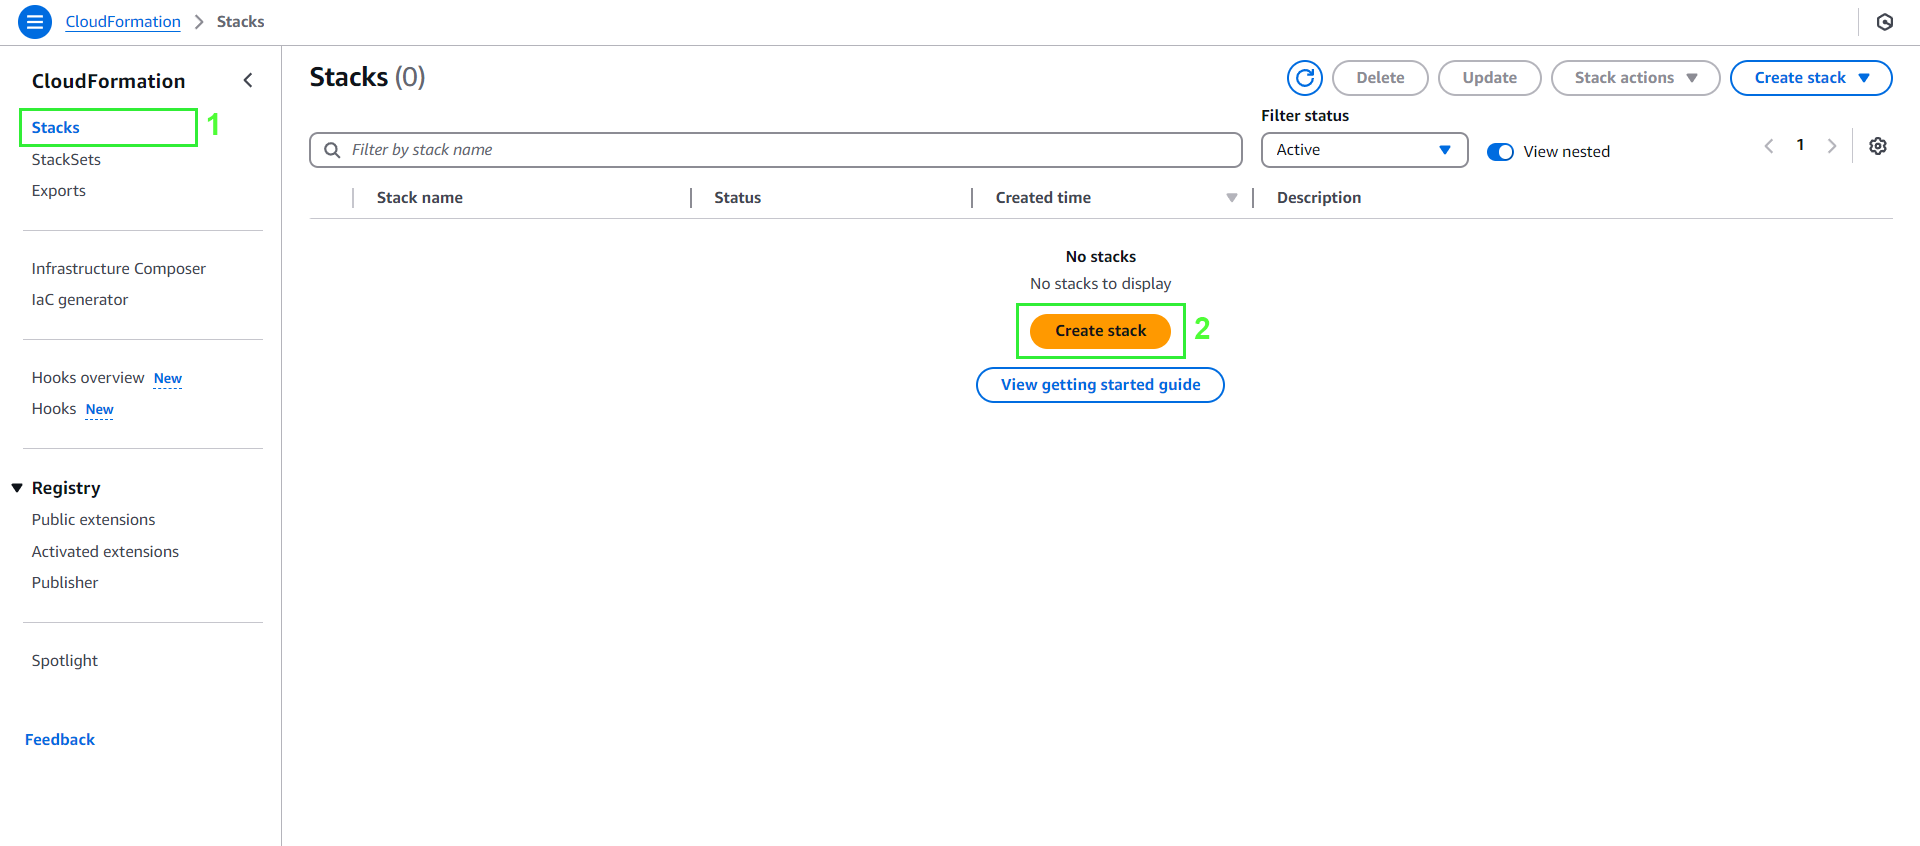 CloudFormation > Stacks
CloudFormation
Stacks 1
StackSets
Exports
Infrastructure Composer
IaC generator
Hooks overview New
Hooks New
Registry
Public extensions
Activated extensions
Publisher
Spotlight
Feedback
Stacks (0)
Delete
Update
Stack actions
Create stack
Filter by stack name
Filter status
Active
View nested
1
Stack name
Status
Created time
Description
No stacks
No stacks to display
Create stack 2
View getting started guide